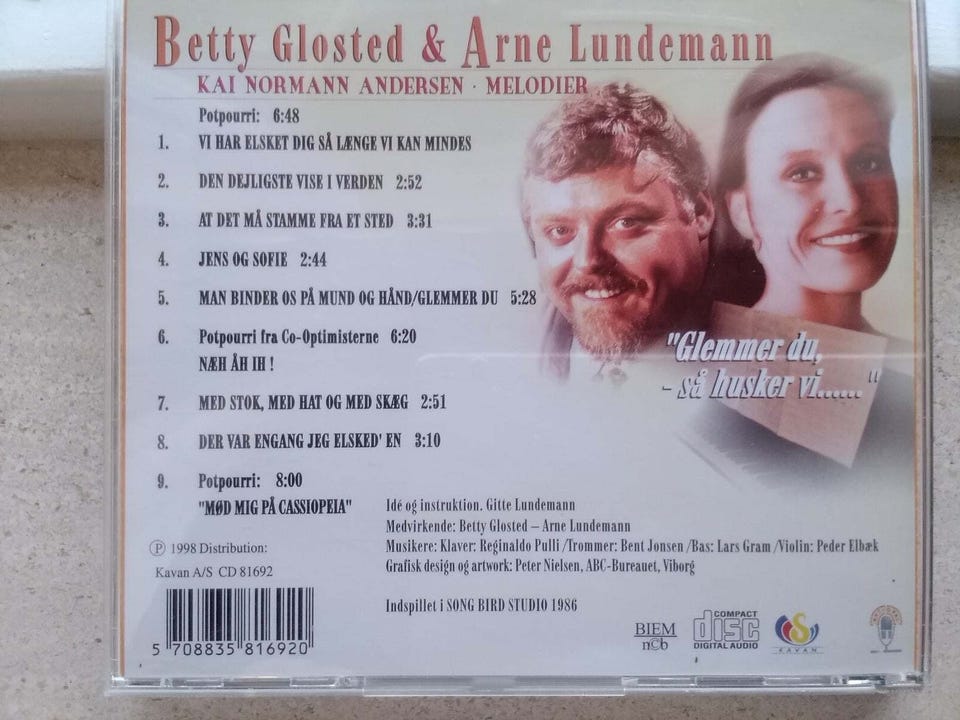 Betty Glosted & Arne Lundemann
KAI NORMANN ANDERSEN · MELODIER
Potpourri: 6:48
1. VI HAR ELSKET DIG SÅ LÆNGE VI KAN MINDES
2. DEN DEJLIGSTE VISE I VERDEN 2:52
3. AT DET MÅ STAMME FRA ET STED 3:31
4. JENS OG SOFIE 2:44
5. MAN BINDER OS PÅ MUND OG HÅND/GLEMMER DU 5:28
6. Potpourri fra Co-Optimisterne 6:20
NÆH ÅH IH !
7. MED STOK, MED HAT OG MED SKÆG 2:51
8. DER VAR ENGANG JEG ELSKED' EN 3:10
9. Potpourri: 8:00
"MØD MIG PÅ CASSIOPEIA"
"Glemmer du,
- så husker vi......"
Idé og instruktion. Gitte Lundemann
Medvirkende: Betty Glosted – Arne Lundemann
Musikere: Klaver: Reginaldo Pulli /Trommer: Bent Jonsen /Bas: Lars Gram /Violin: Peder Elbæk
Grafisk design og artwork: Peter Nielsen, ABC-Bureauet, Viborg
Indspillet i SONG BIRD STUDIO 1986
Ⓟ 1998 Distribution:
Kavan A/S CD 81692
5 708835 816920
BIEM
n©b
COMPACT
disc
DIGITAL AUDIO
KAVAN